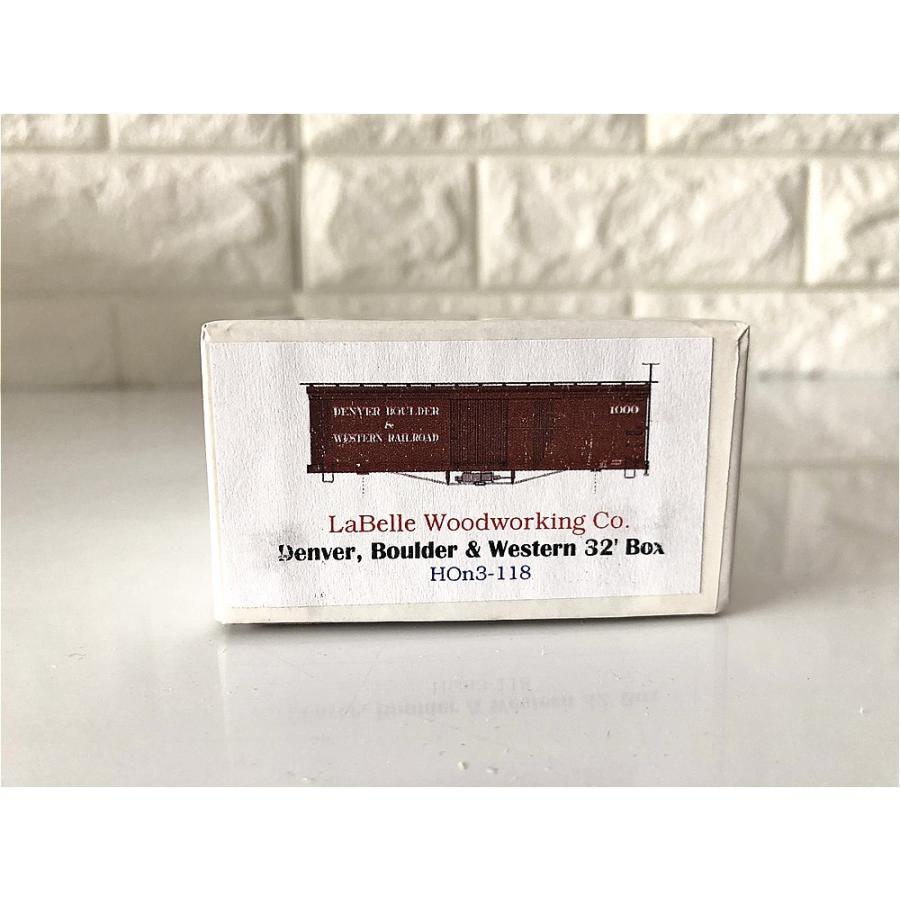 DENVER BOULDER
&
WESTERN RAILROAD
1000
LaBelle Woodworking Co.
Denver, Boulder & Western 32' Box
HOn3-118